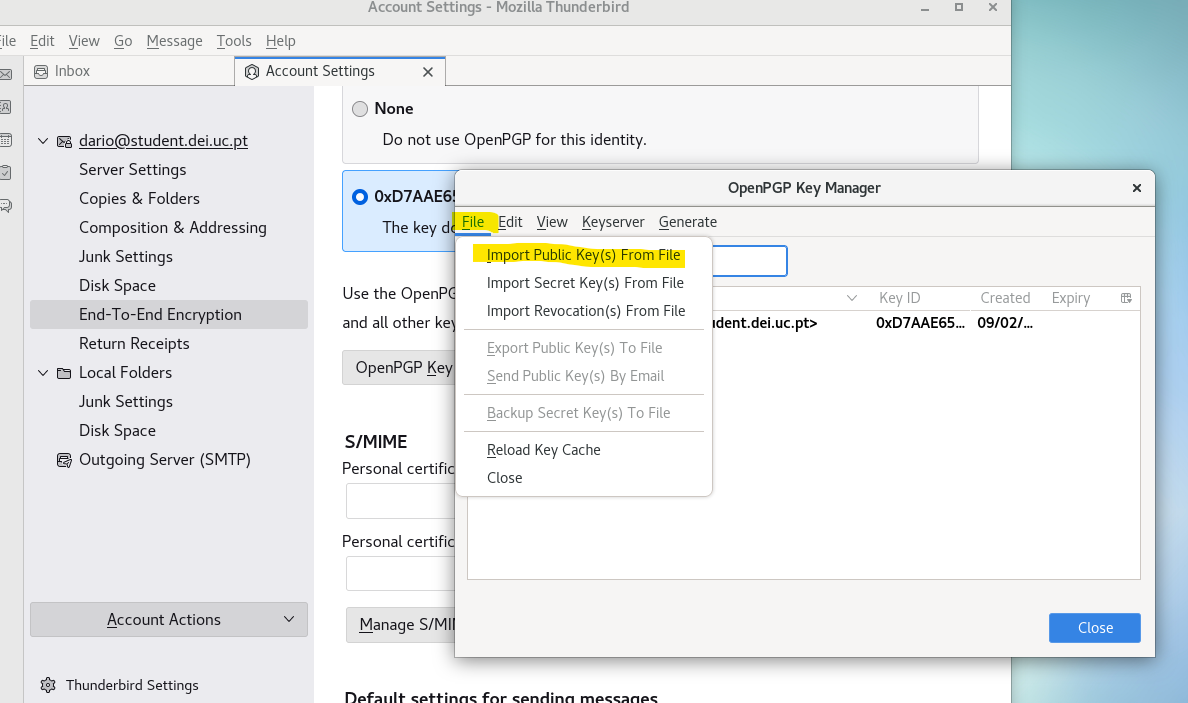 Account Settings - Mozilla Thunderbird
File Edit View Go Message Tools Help
Inbox
Account Settings
dario@student.dei.uc.pt
Server Settings
Copies & Folders
Composition & Addressing
Junk Settings
Disk Space
End-To-End Encryption
Return Receipts
Local Folders
Junk Settings
Disk Space
Outgoing Server (SMTP)
Account Actions
Thunderbird Settings
None
Do not use OpenPGP for this identity.
0xD7AAE65
The key
Use the OpenPG
and all other key
OpenPGP Key
S/MIME
Personal certific
Personal certific
Manage S/MI
Default settings for sending messages
OpenPGP Key Manager
File Edit View Keyserver Generate
Import Public Key(s) From File
Import Secret Key(s) From File
Import Revocation(s) From File
Export Public Key(s) To File
Send Public Key(s) By Email
Backup Secret Key(s) To File
Reload Key Cache
Close
Key ID Created Expiry
udent.dei.uc.pt> 0xD7AAE65... 09/02/...
Close